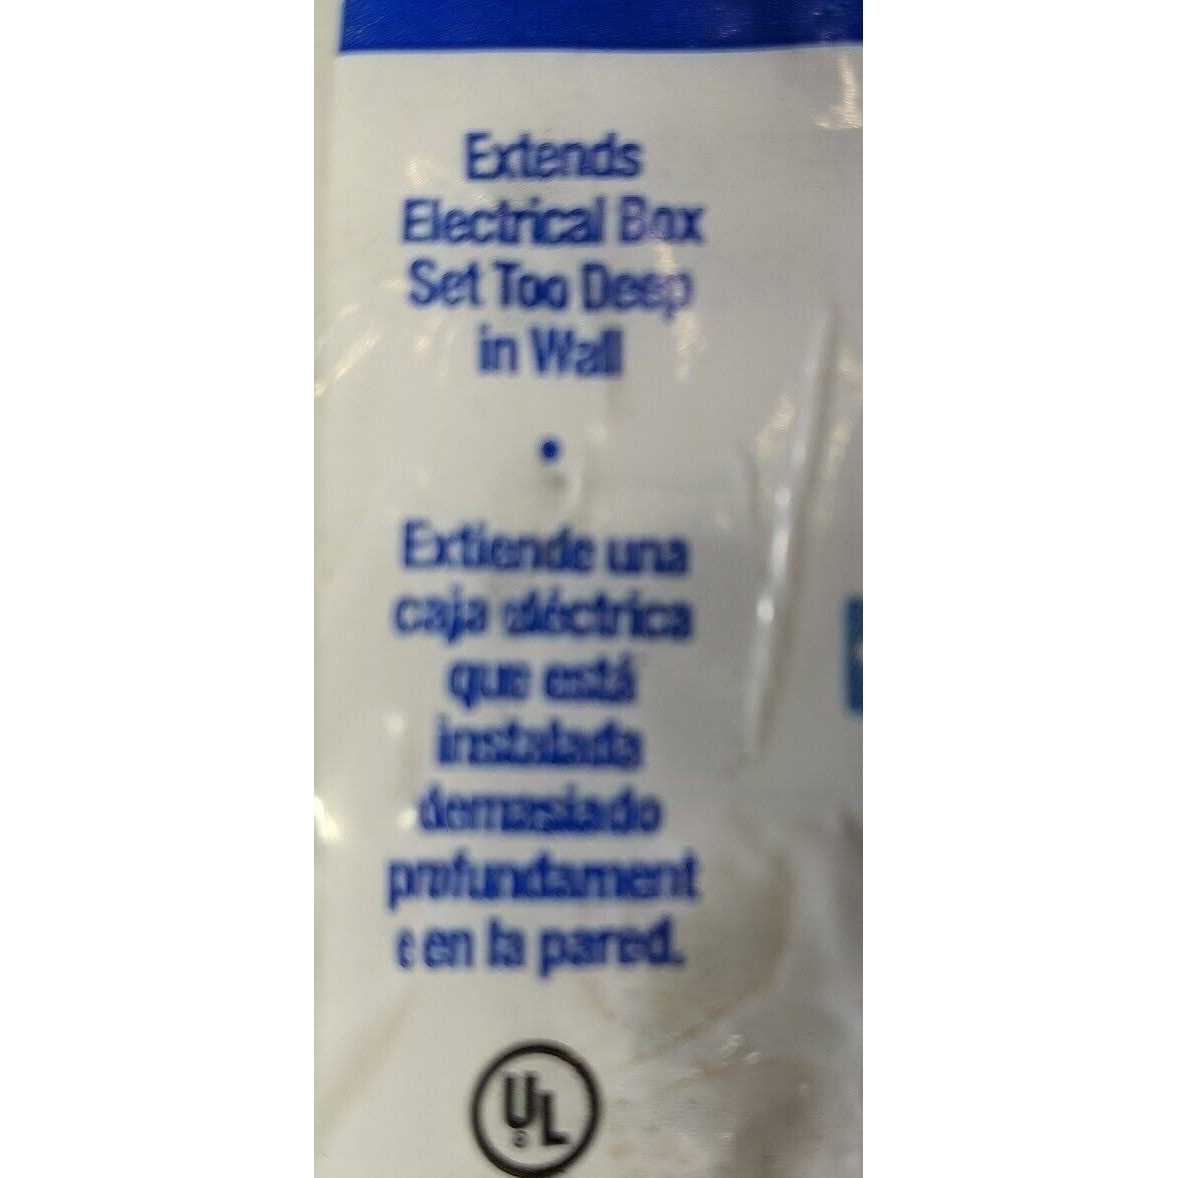 Extends
Electrical Box
Set Too Deep
in Wall
•
Extiende una
caja eléctrica
que está
instalada
demasiado
profundament
e en la pared.
UL